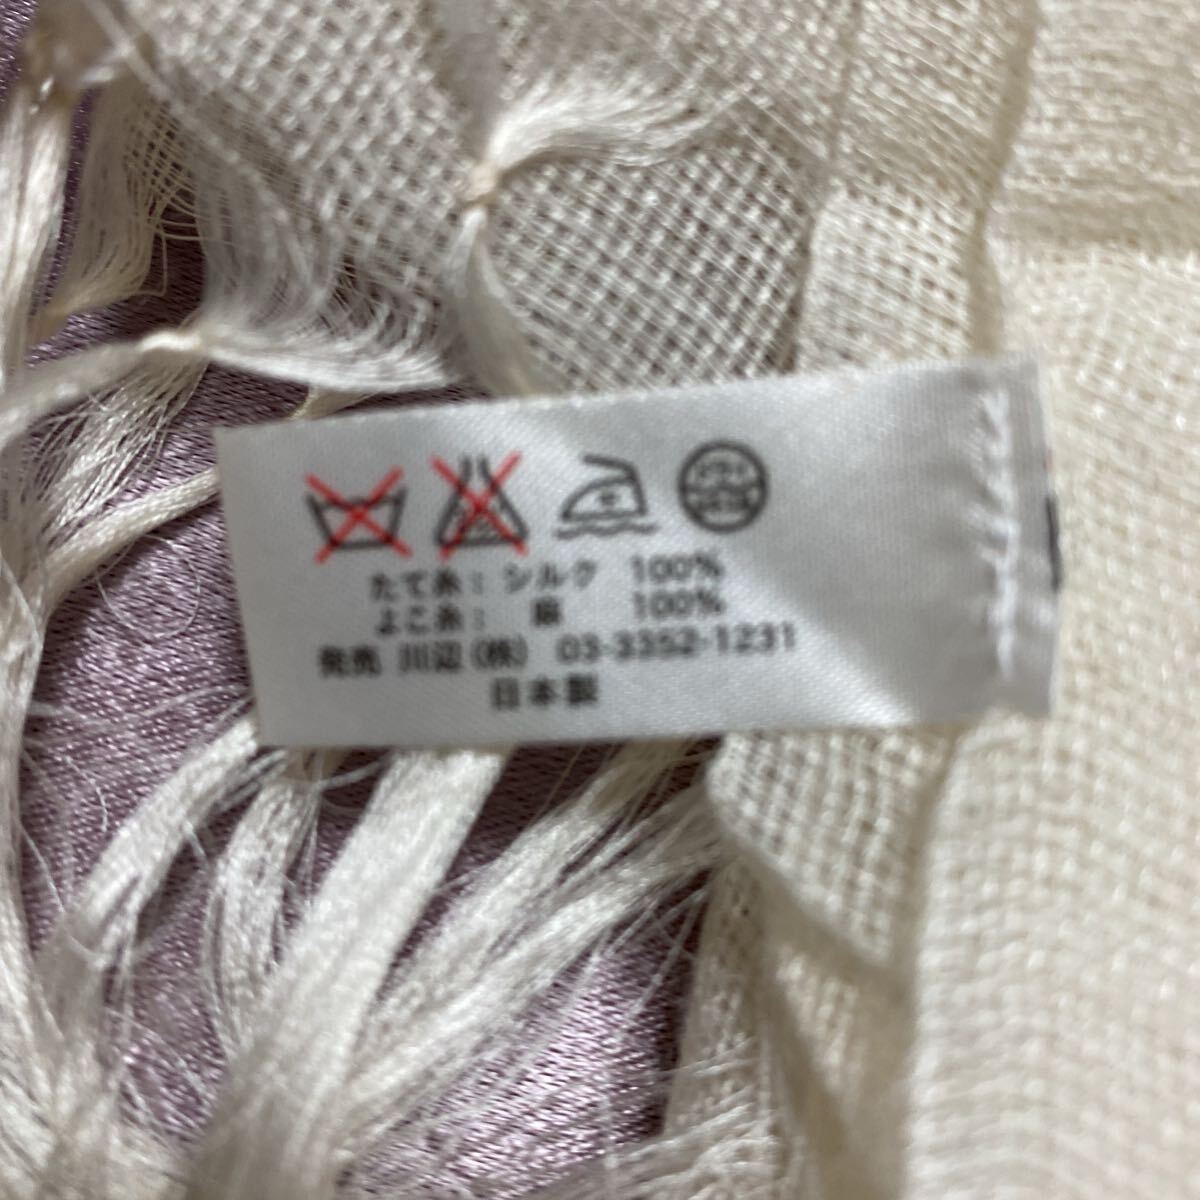 たて糸： シルク 100%
よこ糸： 麻 100%
発売 川辺（株） 03-3352-1231
日本製